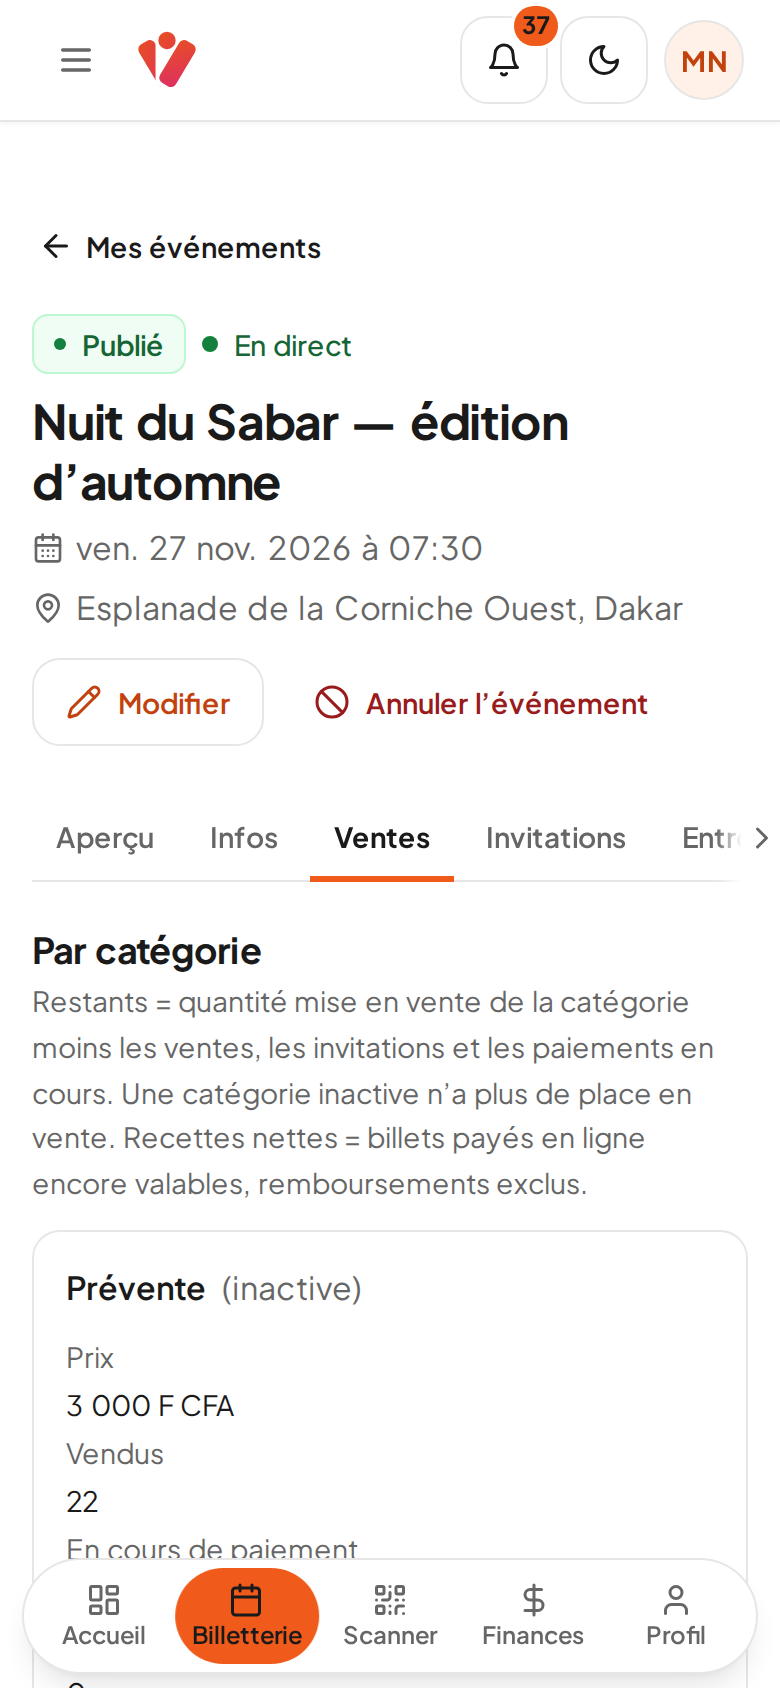 37
MN
Mes événements
Publié
En direct
Nuit du Sabar — édition
d’automne
ven. 27 nov. 2026 à 07:30
Esplanade de la Corniche Ouest, Dakar
Modifier
Annuler l’événement
Aperçu
Infos
Ventes
Invitations
Par catégorie
Restants = quantité mise en vente de la catégorie
moins les ventes, les invitations et les paiements en
cours. Une catégorie inactive n’a plus de place en
vente. Recettes nettes = billets payés en ligne
encore valables, remboursements exclus.
Prévente (inactive)
Prix
3 000 F CFA
Vendus
22
En cours de paiement
Accueil
Billetterie
Scanner
Finances
Profil